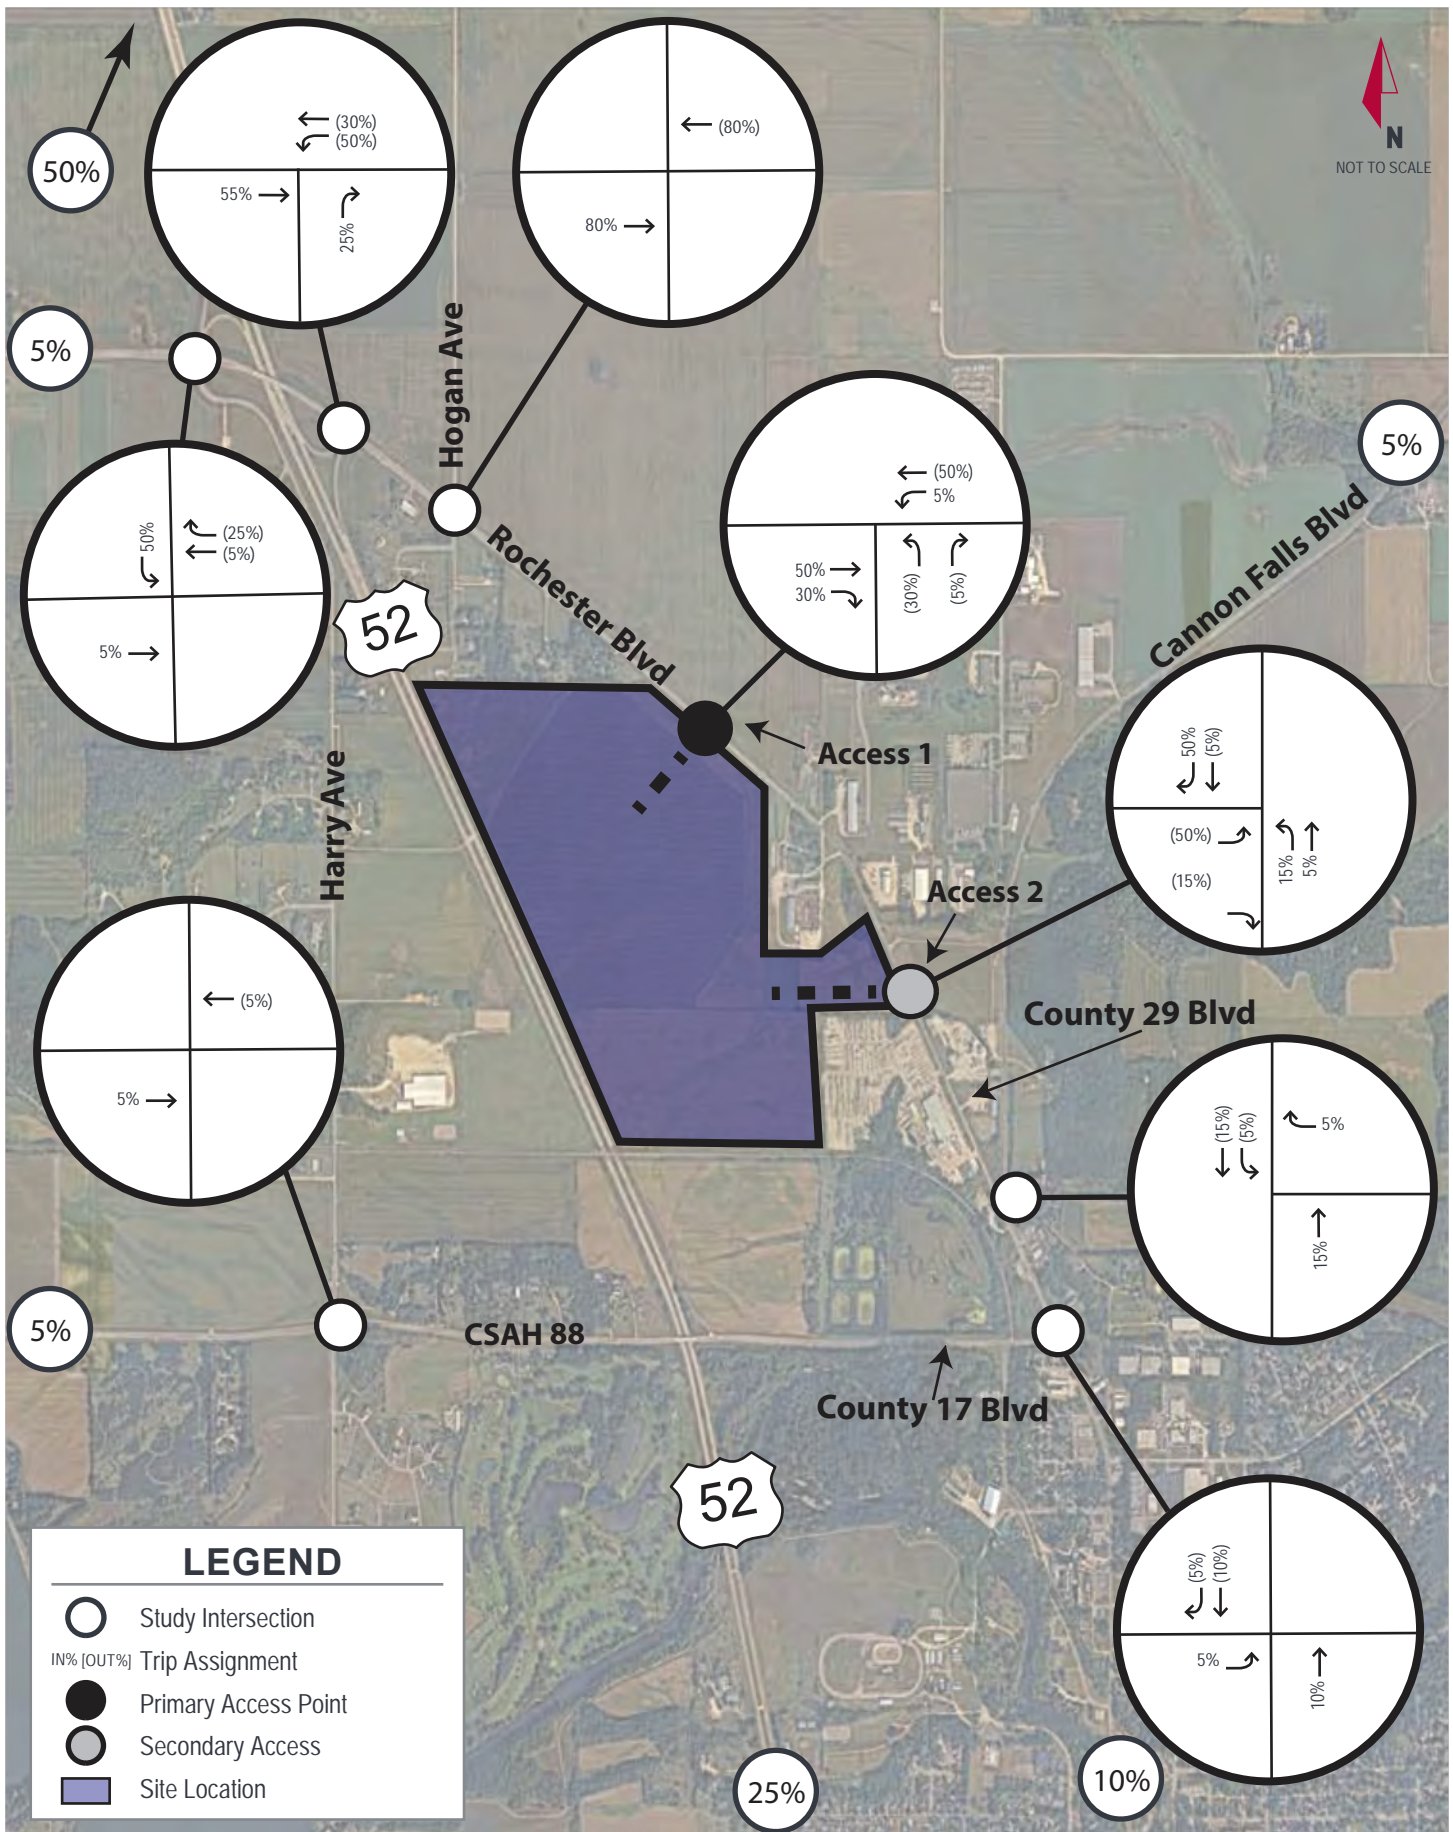 50%
(30%)
(50%)
55%
25%
(80%)
80%
N
NOT TO SCALE
5%
Hogan Ave
5%
50%
(25%)
(5%)
5%
52
Rochester Blvd
(50%)
5%
50%
30%
(30%)
(5%)
Cannon Falls Blvd
Access 1
50%
(5%)
(50%)
(15%)
15%
5%
Harry Ave
Access 2
(5%)
5%
County 29 Blvd
(15%)
(5%)
5%
15%
5%
CSAH 88
County 17 Blvd
52
(5%)
(10%)
5%
10%
25%
10%
LEGEND
Study Intersection
IN% [OUT%] Trip Assignment
Primary Access Point
Secondary Access
Site Location